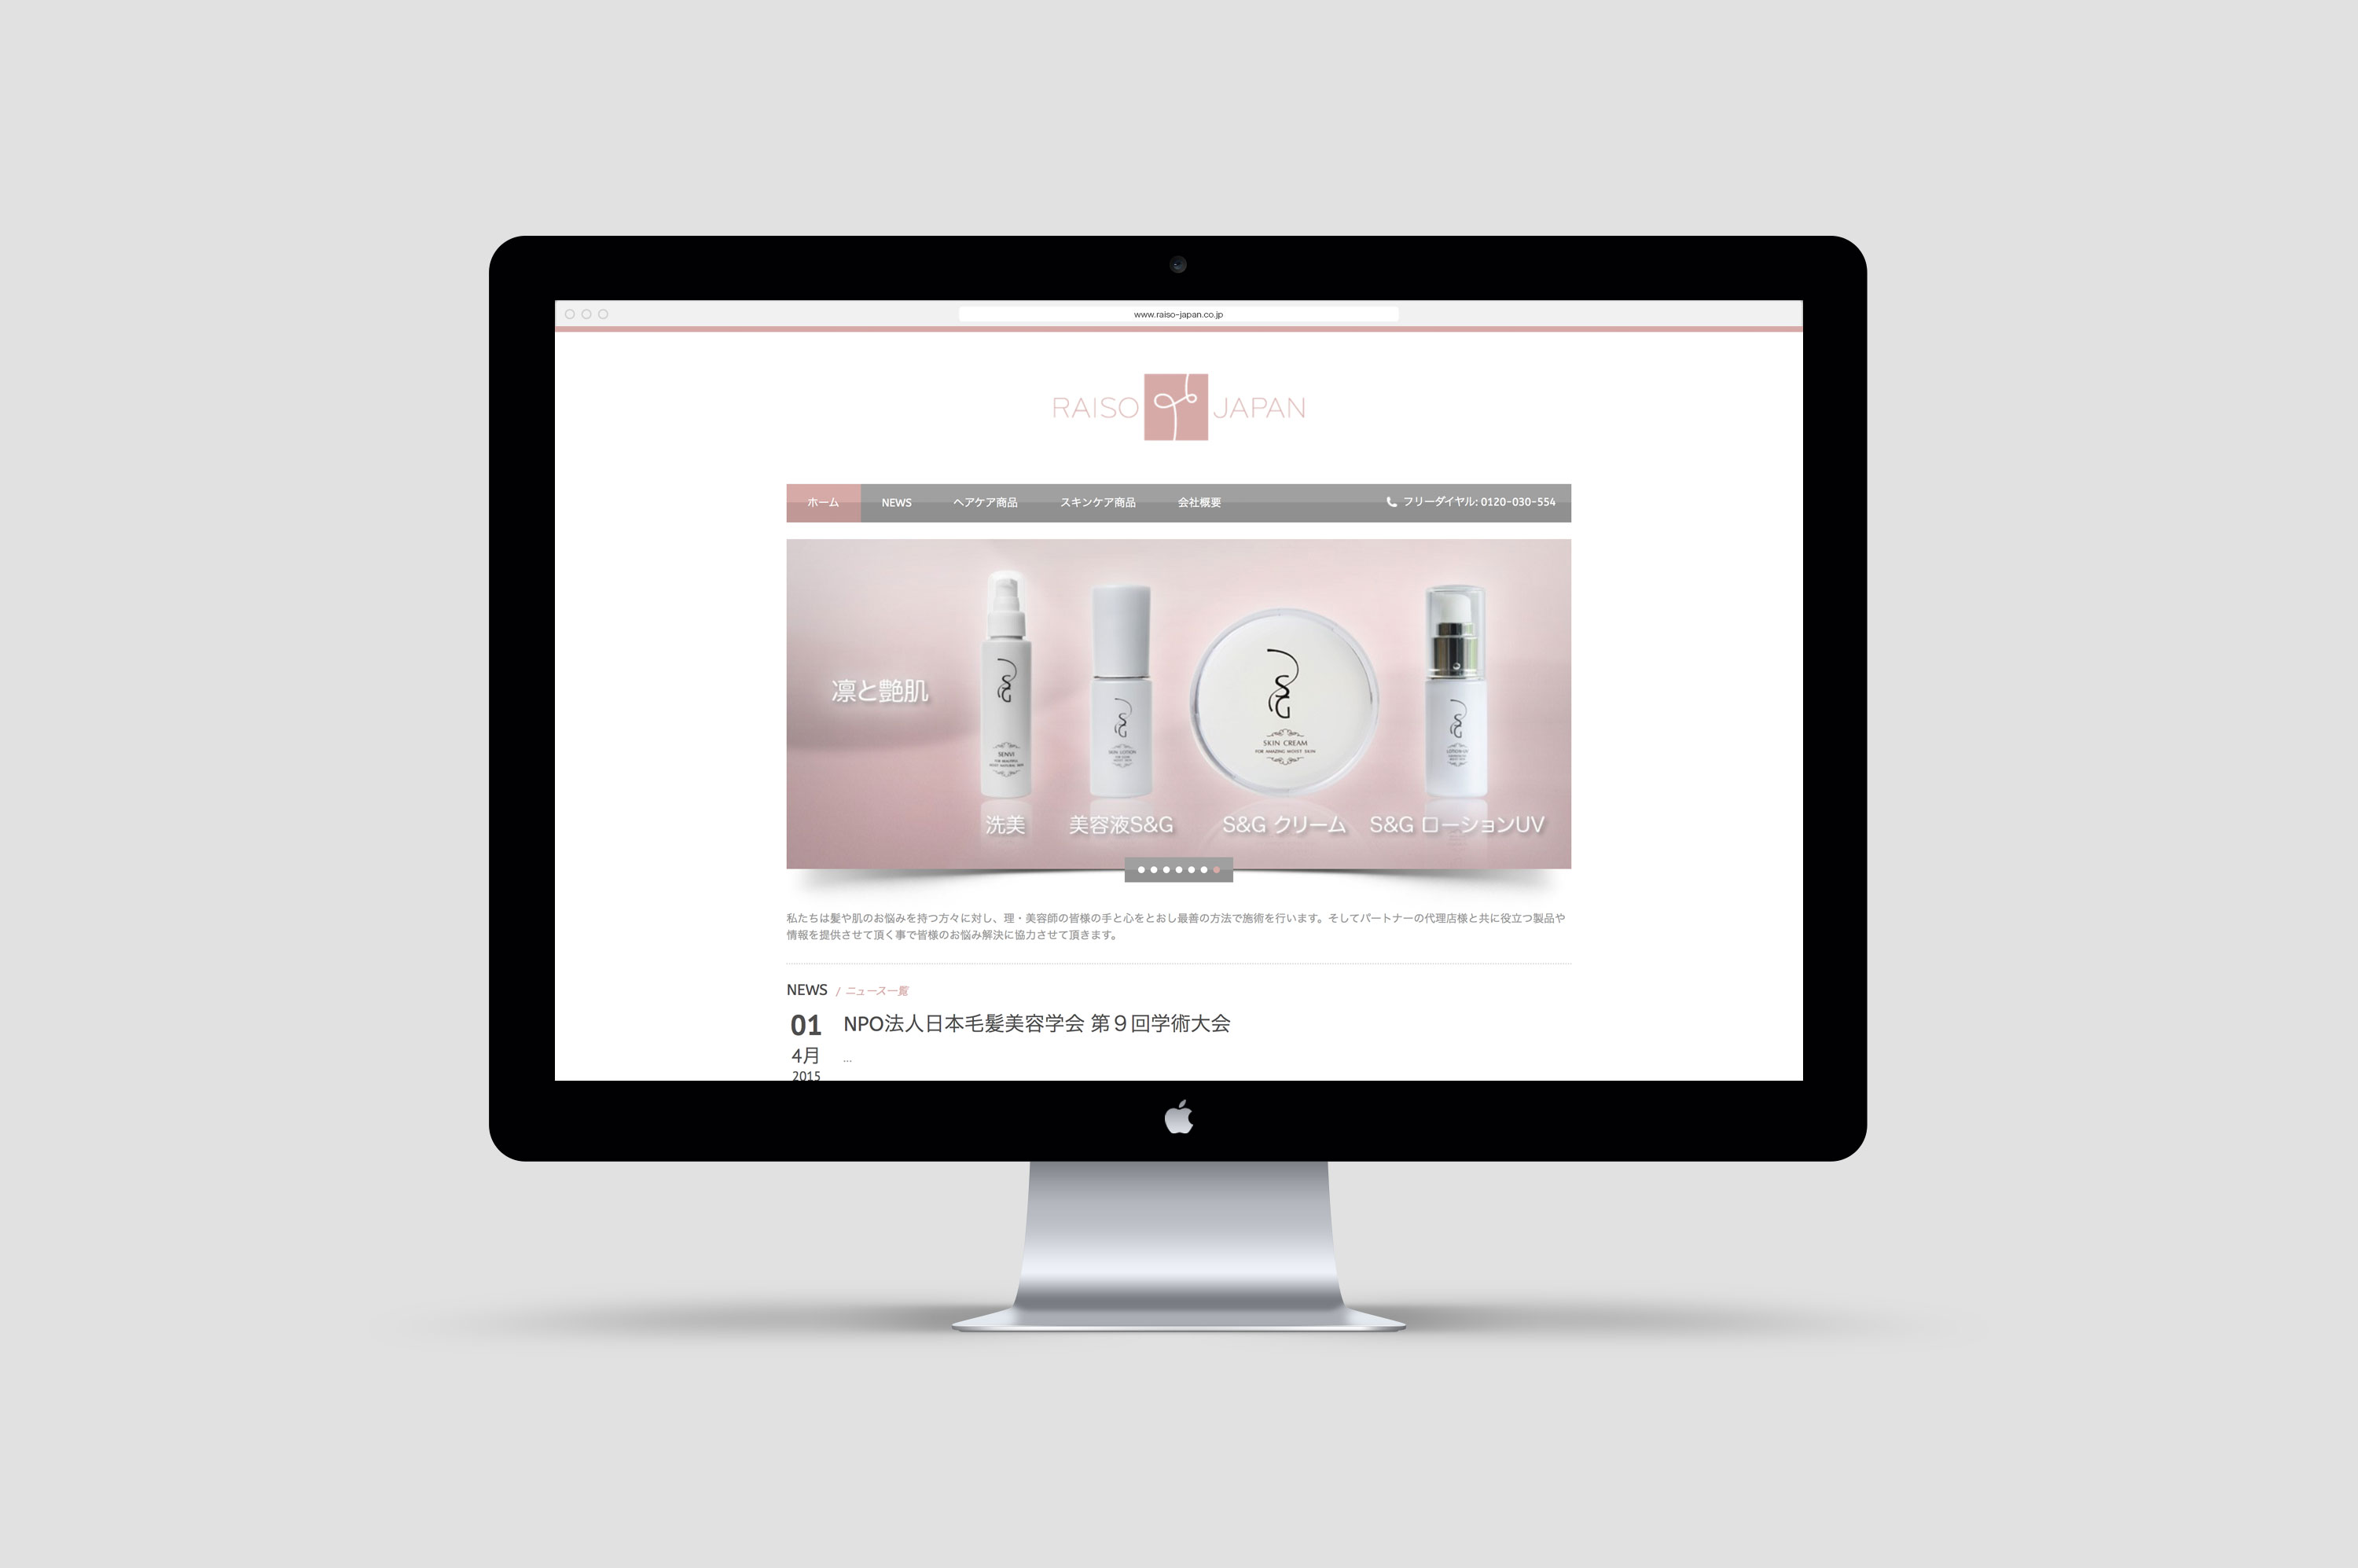 www.raiso-japan.co.jp
RAISO JAPAN
ホーム NEWS ヘアケア商品 スキンケア商品 会社概要 フリーダイヤル: 0120-030-554
凛と艶肌
SG
SENVI
SG
SKIN LOTION
SG
SKIN CREAM
FOR AMAZING MOIST SKIN
SG
LOTION UV
洗美 美容液S&G S&G クリーム S&G ローションUV
私たちは髪や肌のお悩みを持つ方々に対し、理・美容師の皆様の手と心をとおし最善の方法で施術を行います。そしてパートナーの代理店様と共に役立つ製品や
情報を提供させて頂く事で皆様のお悩み解決に協力させて頂きます。
NEWS / ニュース一覧
01 NPO法人日本毛髪美容学会 第９回学術大会
4月 ...
2015